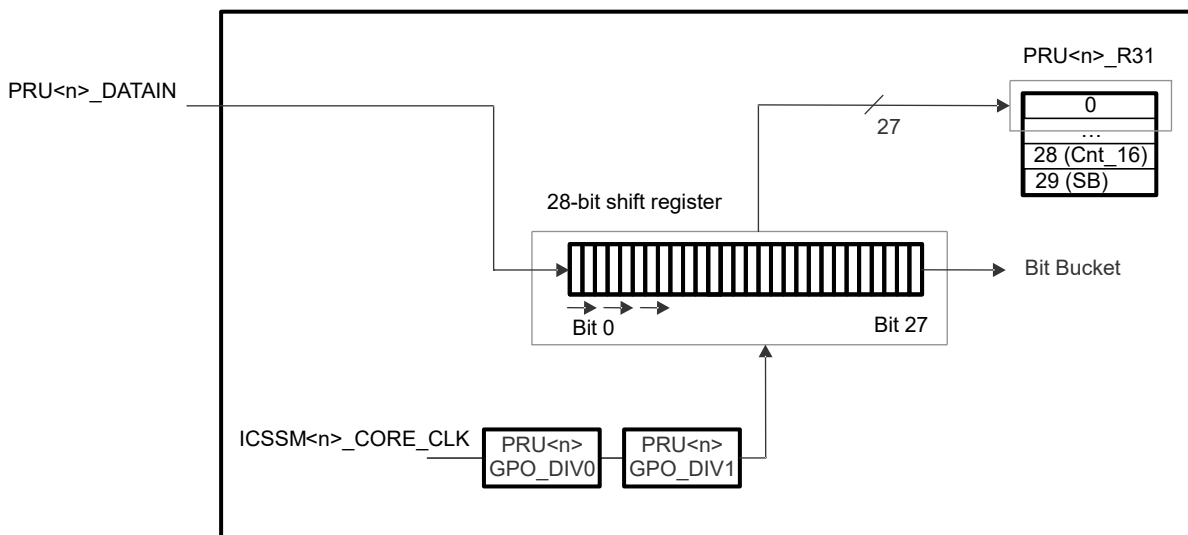 PRU<n>_R31
PRU<n>_DATAIN
0
27
...
28 (Cnt_16)
29 (SB)
28-bit shift register
Bit Bucket
Bit 0
Bit 27
ICSSM<n>_CORE_CLK
PRU<n>
GPO_DIV0
PRU<n>
GPO_DIV1